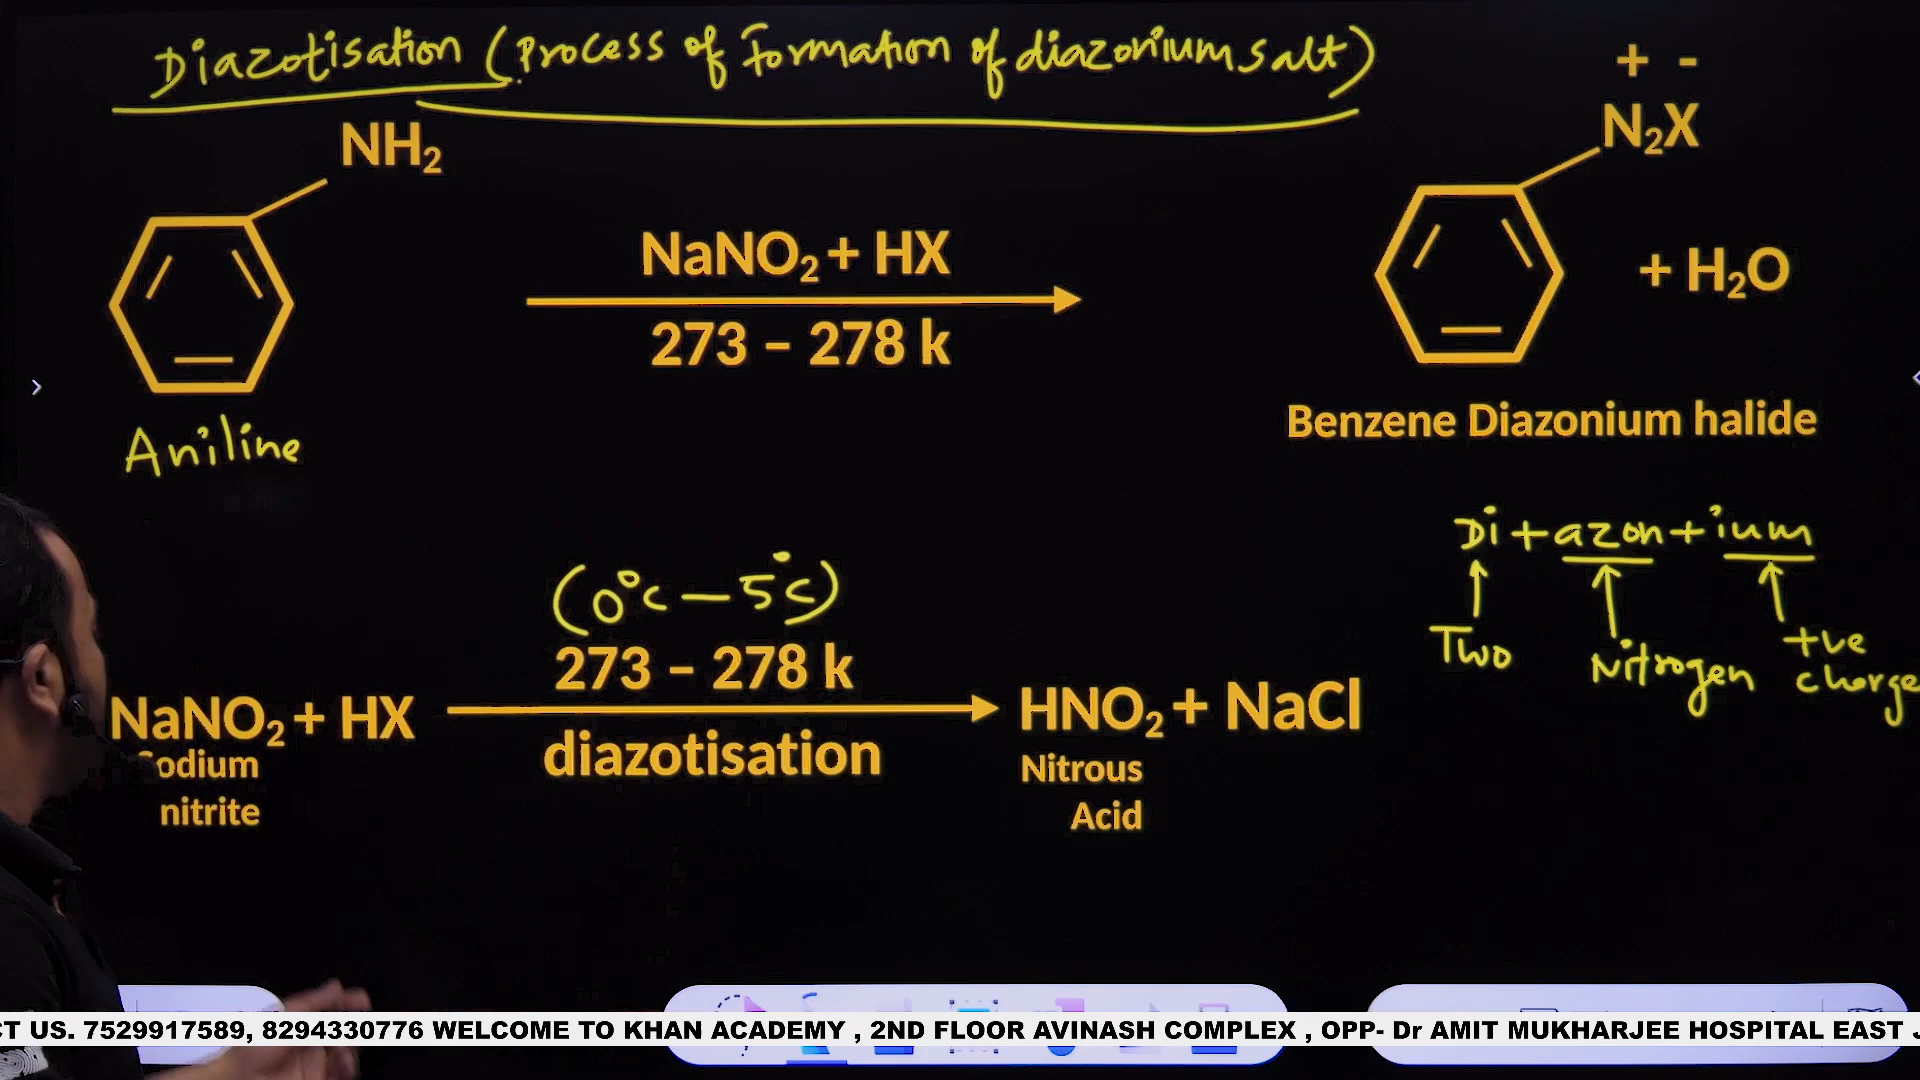 Diazotisation (Process of Formation of diazonium salt)
+ -
NH₂
N₂X
NaNO₂ + HX
273 – 278 k
+ H₂O
Aniline
Benzene Diazonium halide
Di + azon + ium
Two
Nitrogen
+ve
charge
(0°C – 5°C)
273 – 278 k
NaNO₂ + HX
HNO₂ + NaCl
diazotisation
odium
nitrite
Nitrous
Acid
CT US. 7529917589, 8294330776 WELCOME TO KHAN ACADEMY , 2ND FLOOR AVINASH COMPLEX , OPP- Dr AMIT MUKHARJEE HOSPITAL EAST J